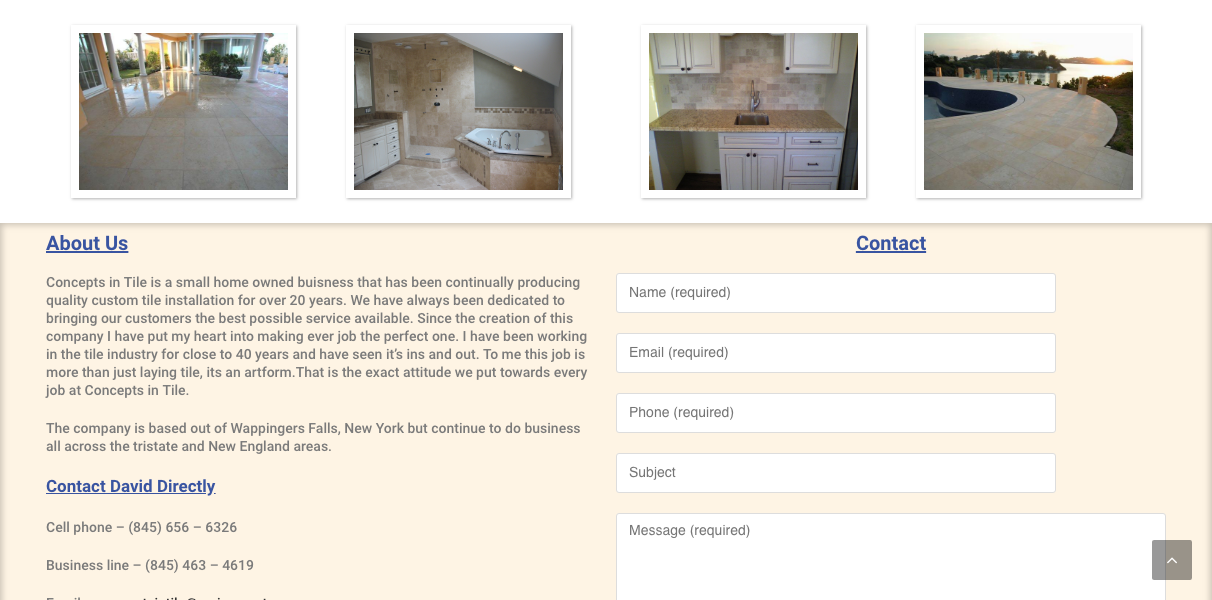 About Us
Concepts in Tile is a small home owned buisness that has been continually producing
quality custom tile installation for over 20 years. We have always been dedicated to
bringing our customers the best possible service available. Since the creation of this
company I have put my heart into making ever job the perfect one. I have been working
in the tile industry for close to 40 years and have seen it's ins and out. To me this job is
more than just laying tile, its an artform.That is the exact attitude we put towards every
job at Concepts in Tile.
The company is based out of Wappingers Falls, New York but continue to do business
all across the tristate and New England areas.
Contact David Directly
Cell phone – (845) 656 – 6326
Business line – (845) 463 – 4619
Contact
Name (required)
Email (required)
Phone (required)
Subject
Message (required)